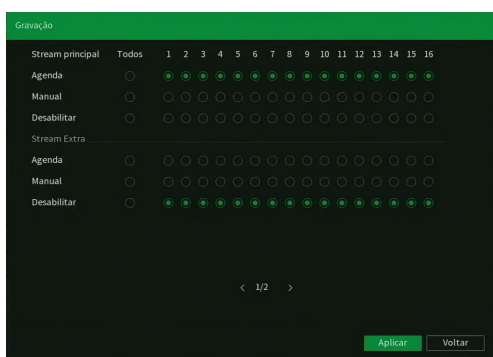 Gravação
Stream principal Todos 1 2 3 4 5 6 7 8 9 10 11 12 13 14 15 16
Agenda
Manual
Desabilitar
Stream Extra
Agenda
Manual
Desabilitar
< 1/2 >
Aplicar Voltar